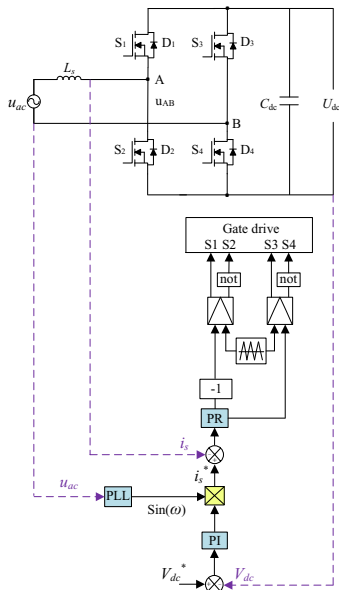 S1 D1 S3 D3
Ls A
uac uAB Cdc Udc
B
S2 D2 S4 D4
Gate drive
S1 S2 S3 S4
not not
-1
PR
is
is*
uac PLL
Sin(ω)
PI
Vdc* Vdc